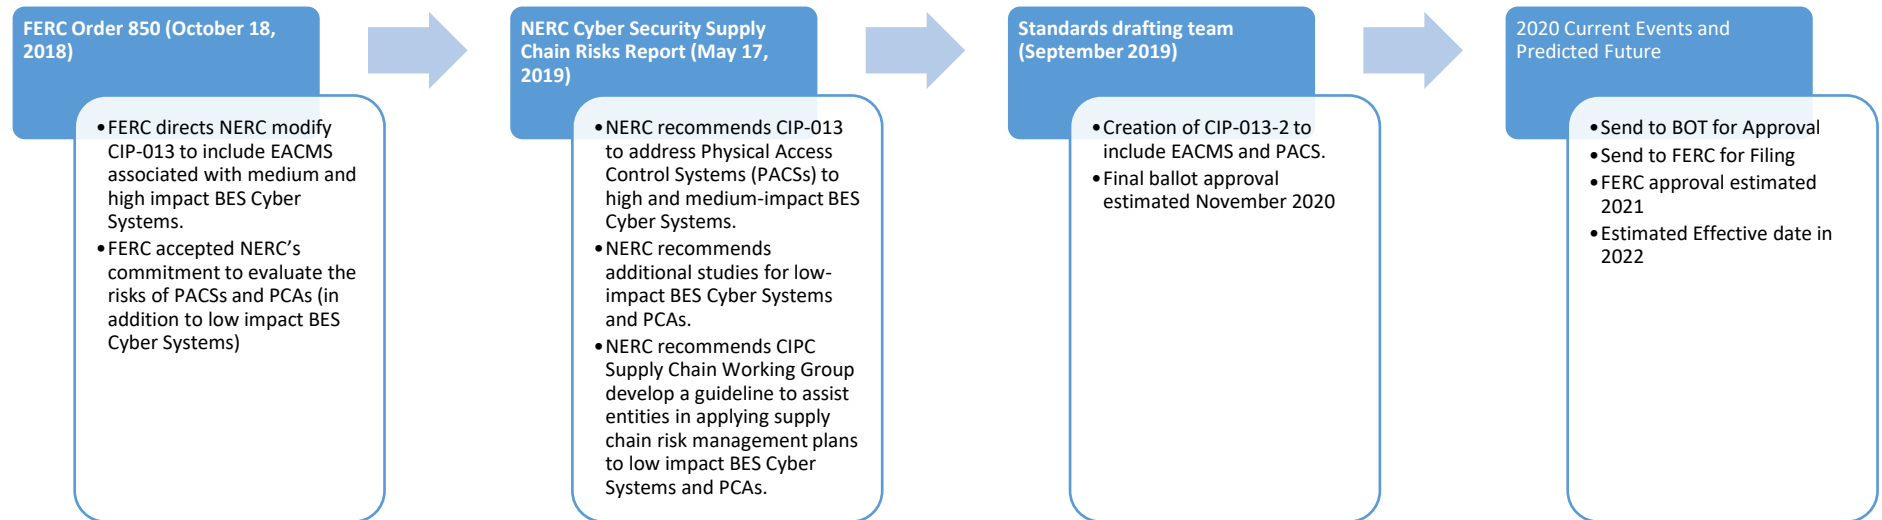 FERC Order 850 (October 18,
2018)
•FERC directs NERC modify
CIP-013 to include EACMS
associated with medium and
high impact BES Cyber
Systems.
•FERC accepted NERC’s
commitment to evaluate the
risks of PACSs and PCAs (in
addition to low impact BES
Cyber Systems)
NERC Cyber Security Supply
Chain Risks Report (May 17,
2019)
•NERC recommends CIP-013
to address Physical Access
Control Systems (PACSs) to
high and medium-impact BES
Cyber Systems.
•NERC recommends
additional studies for low-
impact BES Cyber Systems
and PCAs.
•NERC recommends CIPC
Supply Chain Working Group
develop a guideline to assist
entities in applying supply
chain risk management plans
to low impact BES Cyber
Systems and PCAs.
Standards drafting team
(September 2019)
•Creation of CIP-013-2 to
include EACMS and PACS.
•Final ballot approval
estimated November 2020
2020 Current Events and
Predicted Future
•Send to BOT for Approval
•Send to FERC for Filing
•FERC approval estimated
2021
•Estimated Effective date in
2022